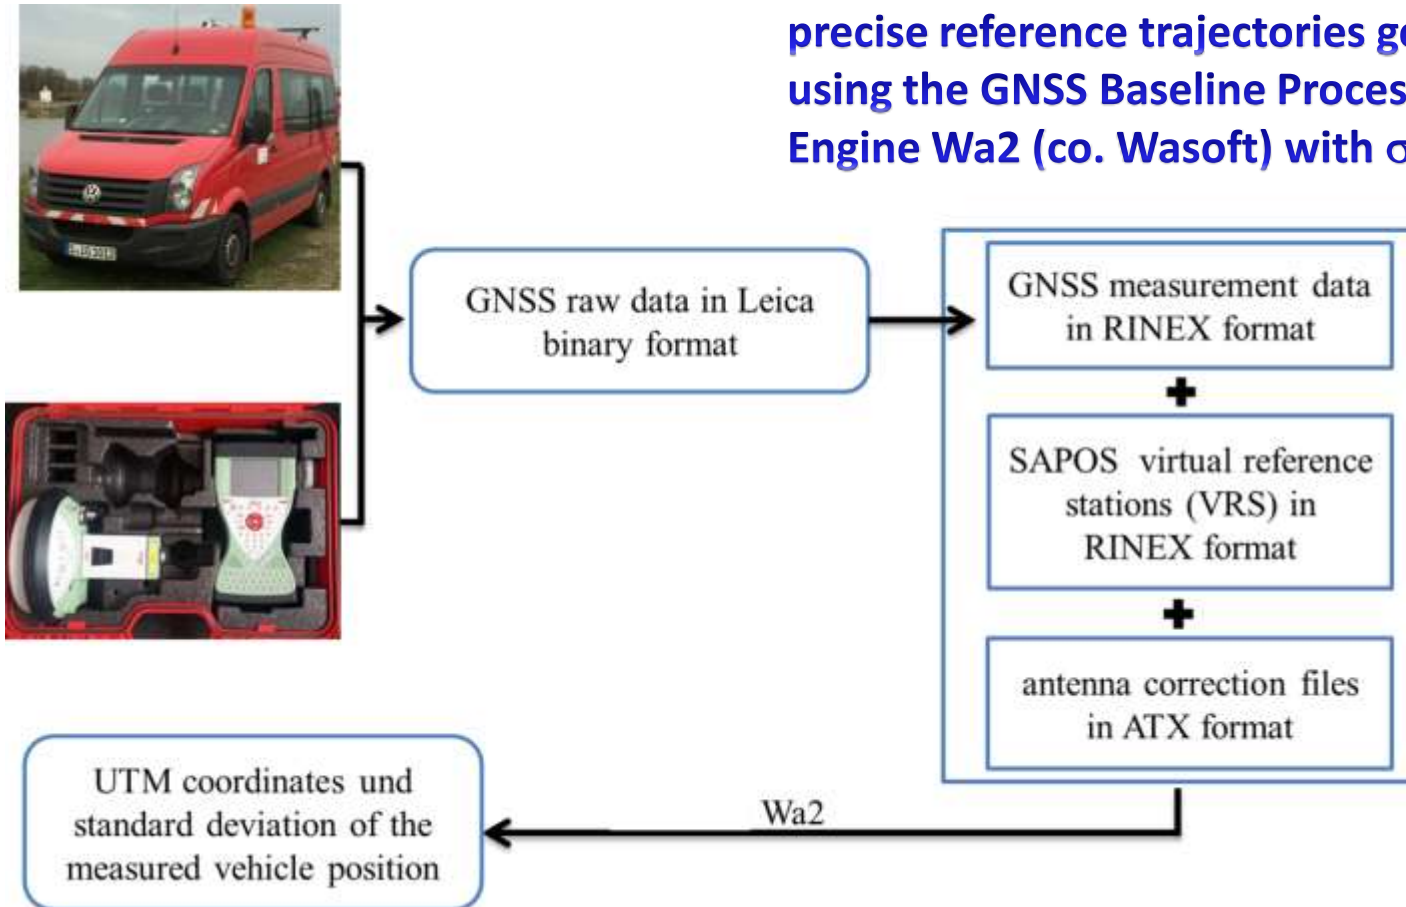 precise reference trajectories
using the GNSS Baseline
Engine Wa2 (co. Wasoft) with σ
GNSS raw data in Leica
binary format
GNSS measurement data
in RINEX format
SAPOS virtual reference
stations (VRS) in
RINEX format
antenna correction files
in ATX format
Wa2
UTM coordinates und
standard deviation of the
measured vehicle position